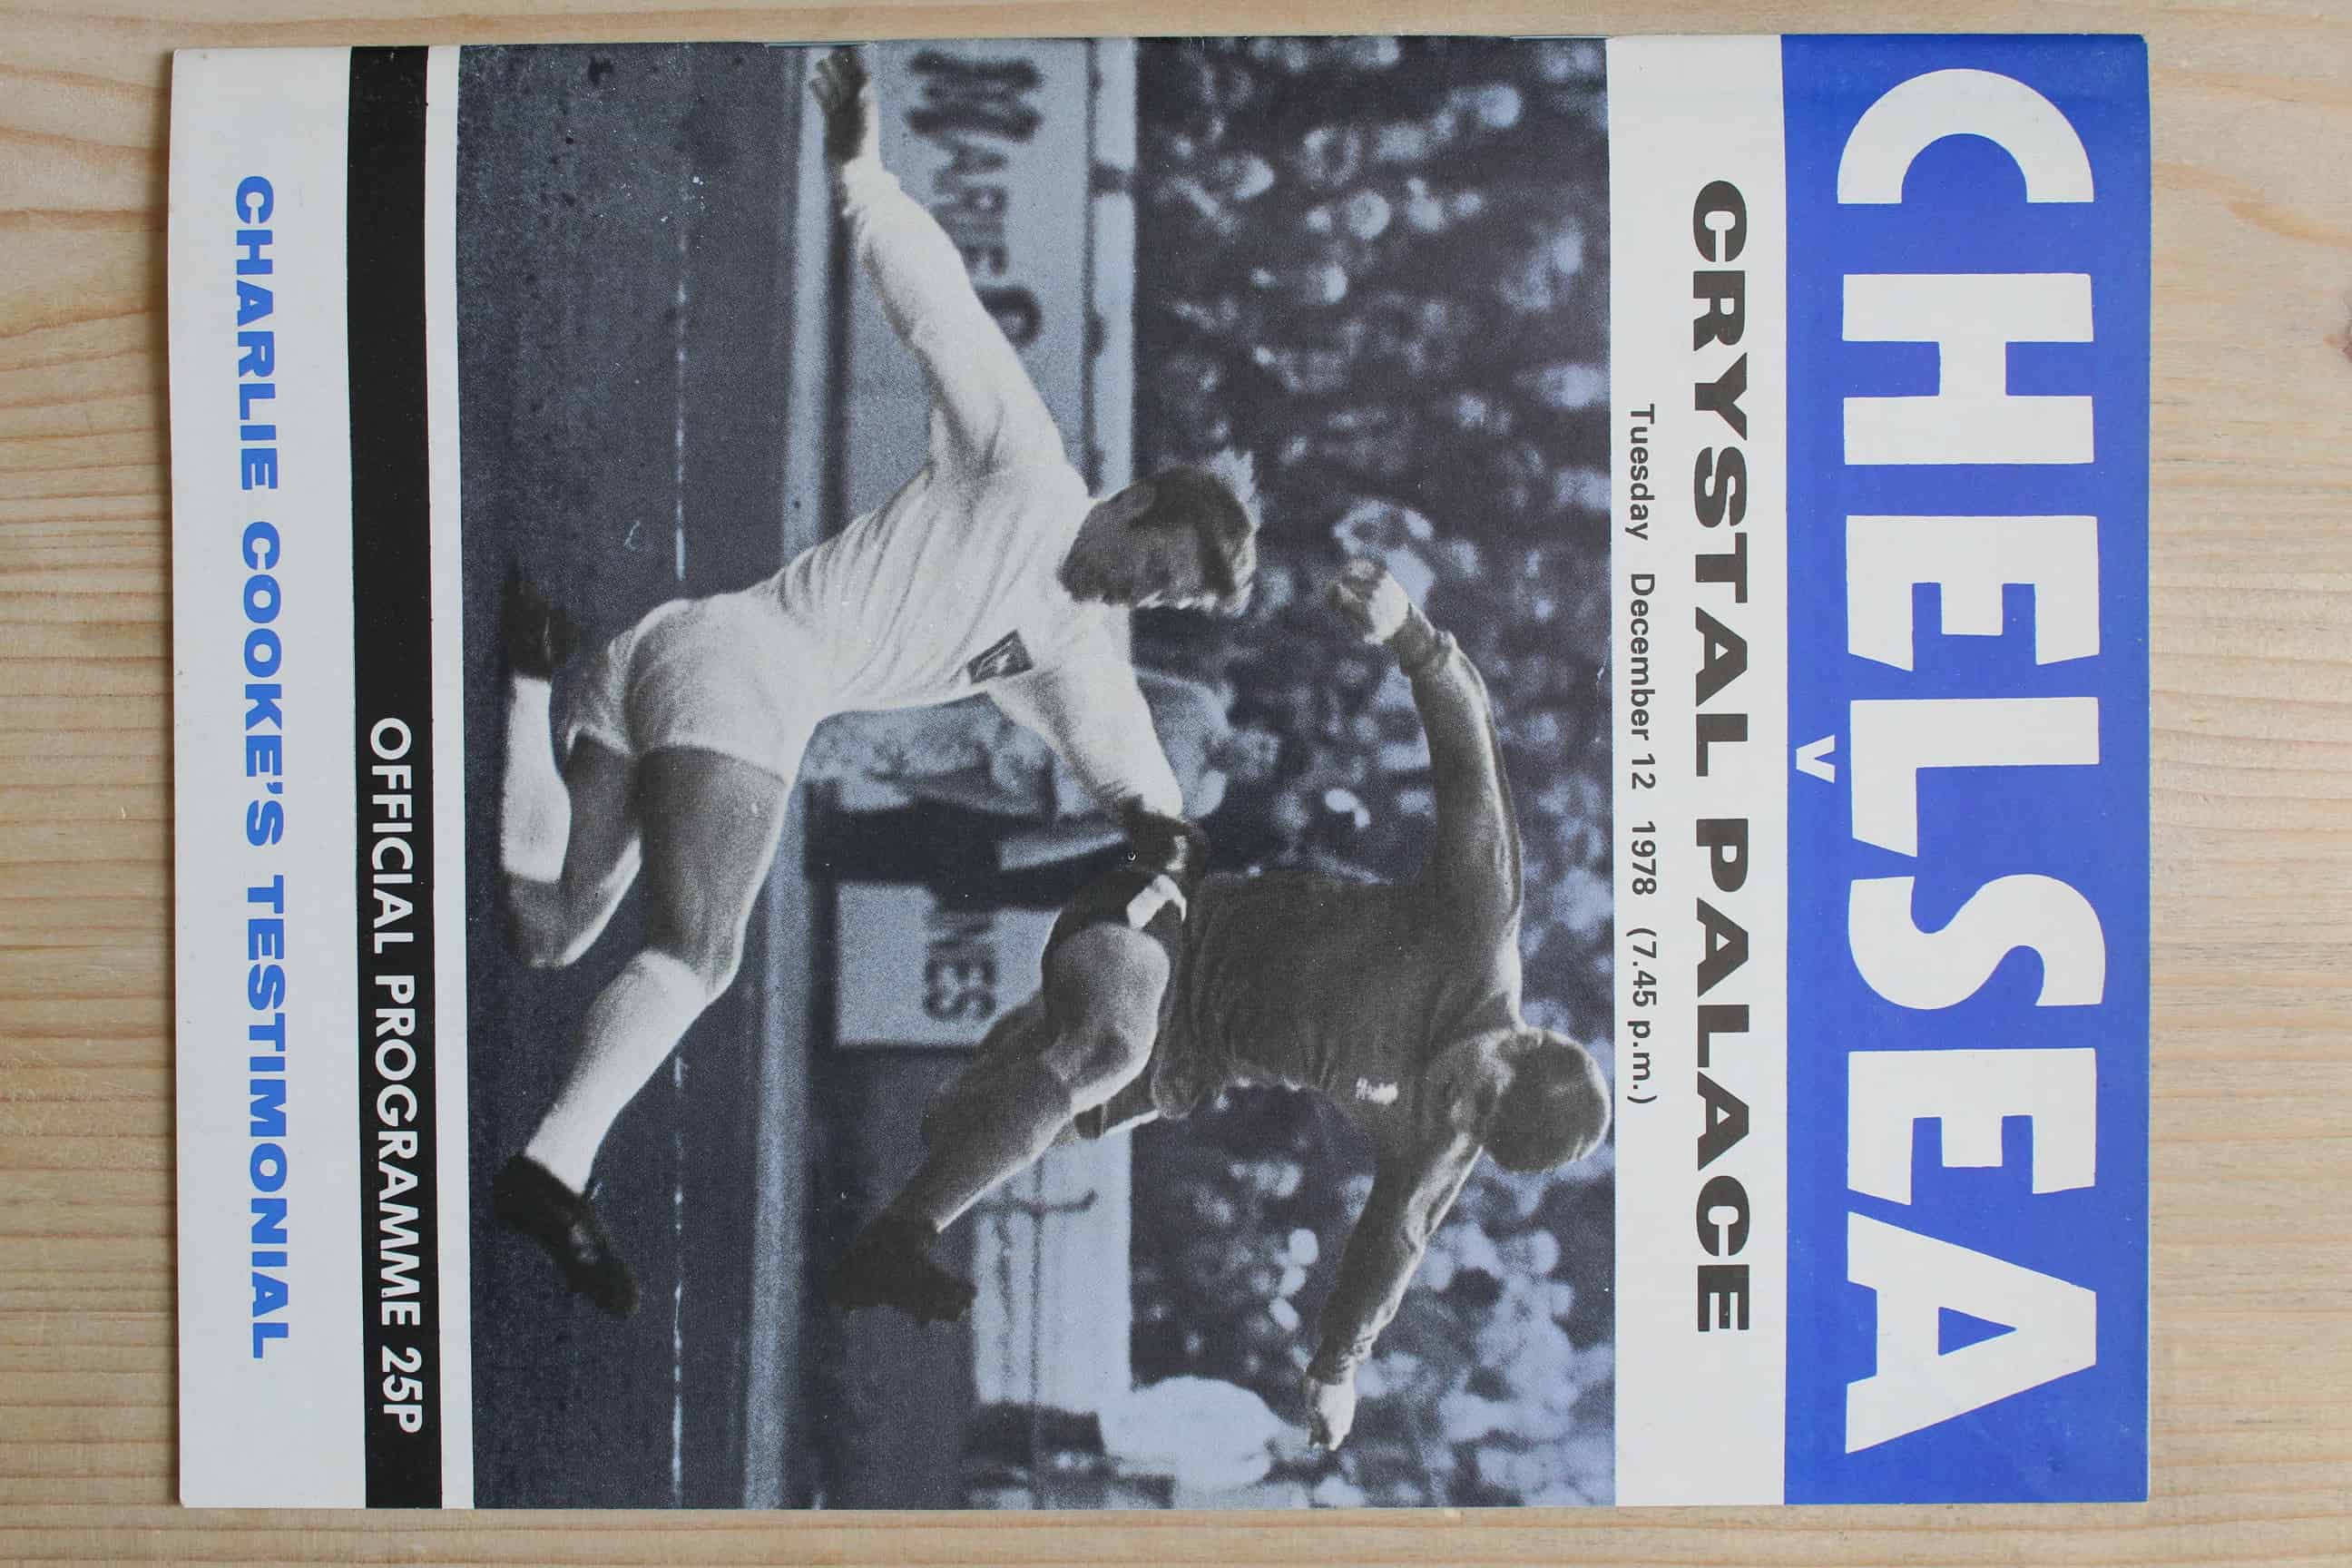 CHELSEA
v
CRYSTAL PALACE
Tuesday December 12 1978 (7.45 p.m.)
OFFICIAL PROGRAMME 25P
CHARLIE COOKE'S TESTIMONIAL